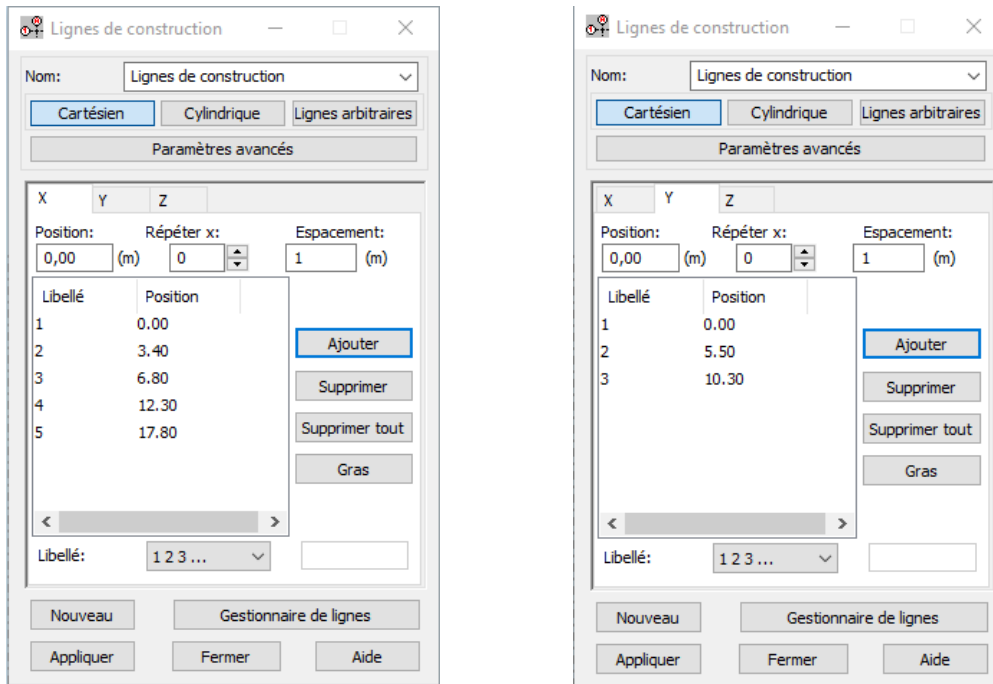 Lignes de construction
Nom: Lignes de construction
Cartésien Cylindrique Lignes arbitraires
Paramètres avancés
X Y Z
Position: Répéter x: Espacement:
0,00 (m) 0 1 (m)
Libellé Position
1 0.00
2 3.40
3 6.80
4 12.30
5 17.80
Ajouter
Supprimer
Supprimer tout
Gras
Libellé: 1 2 3 ...
Nouveau Gestionnaire de lignes
Appliquer Fermer Aide
Lignes de construction
Nom: Lignes de construction
Cartésien Cylindrique Lignes arbitraires
Paramètres avancés
X Y Z
Position: Répéter x: Espacement:
0,00 (m) 0 1 (m)
Libellé Position
1 0.00
2 5.50
3 10.30
Ajouter
Supprimer
Supprimer tout
Gras
Libellé: 1 2 3 ...
Nouveau Gestionnaire de lignes
Appliquer Fermer Aide